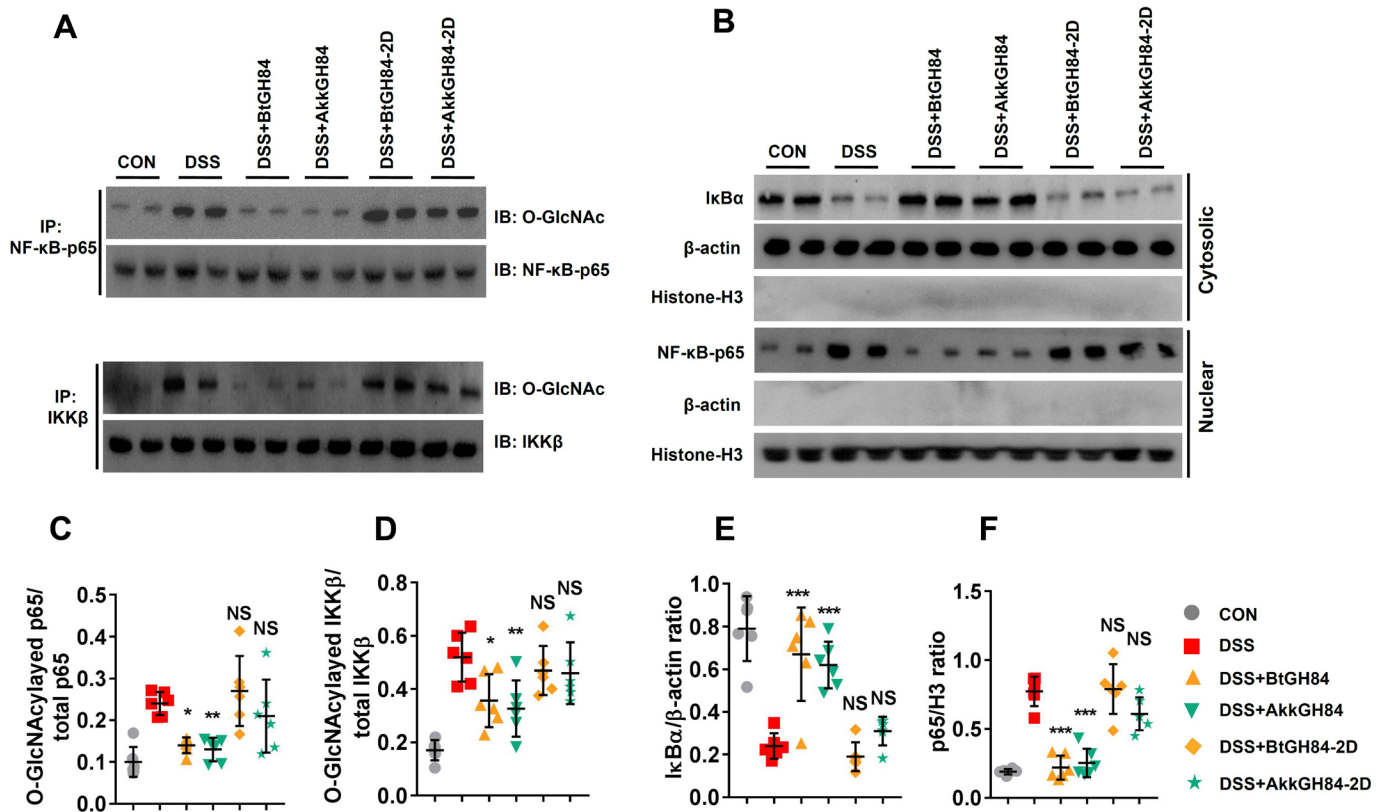 A
CON
DSS
DSS+BtGH84
DSS+AkkGH84
DSS+BtGH84-2D
DSS+AkkGH84-2D
IP:
NF-κB-p65
IB: O-GlcNAc
IB: NF-κB-p65
IP:
IKKβ
IB: O-GlcNAc
IB: IKKβ
B
CON
DSS
DSS+BtGH84
DSS+AkkGH84
DSS+BtGH84-2D
DSS+AkkGH84-2D
IκBα
β-actin
Histone-H3
Cytosolic
NF-κB-p65
β-actin
Histone-H3
Nuclear
C
O-GlcNAcylayed p65/
total p65
0.5
0.4
0.3
0.2
0.1
0.0
*
**
NS
NS
D
O-GlcNAcylayed IKKβ/
total IKKβ
0.8
0.6
0.4
0.2
0.0
*
**
NS
NS
E
IκBα/β-actin ratio
1.0
0.8
0.6
0.4
0.2
0.0
***
***
NS
NS
F
p65/H3 ratio
1.5
1.0
0.5
0.0
***
***
NS
NS
CON
DSS
DSS+BtGH84
DSS+AkkGH84
DSS+BtGH84-2D
DSS+AkkGH84-2D